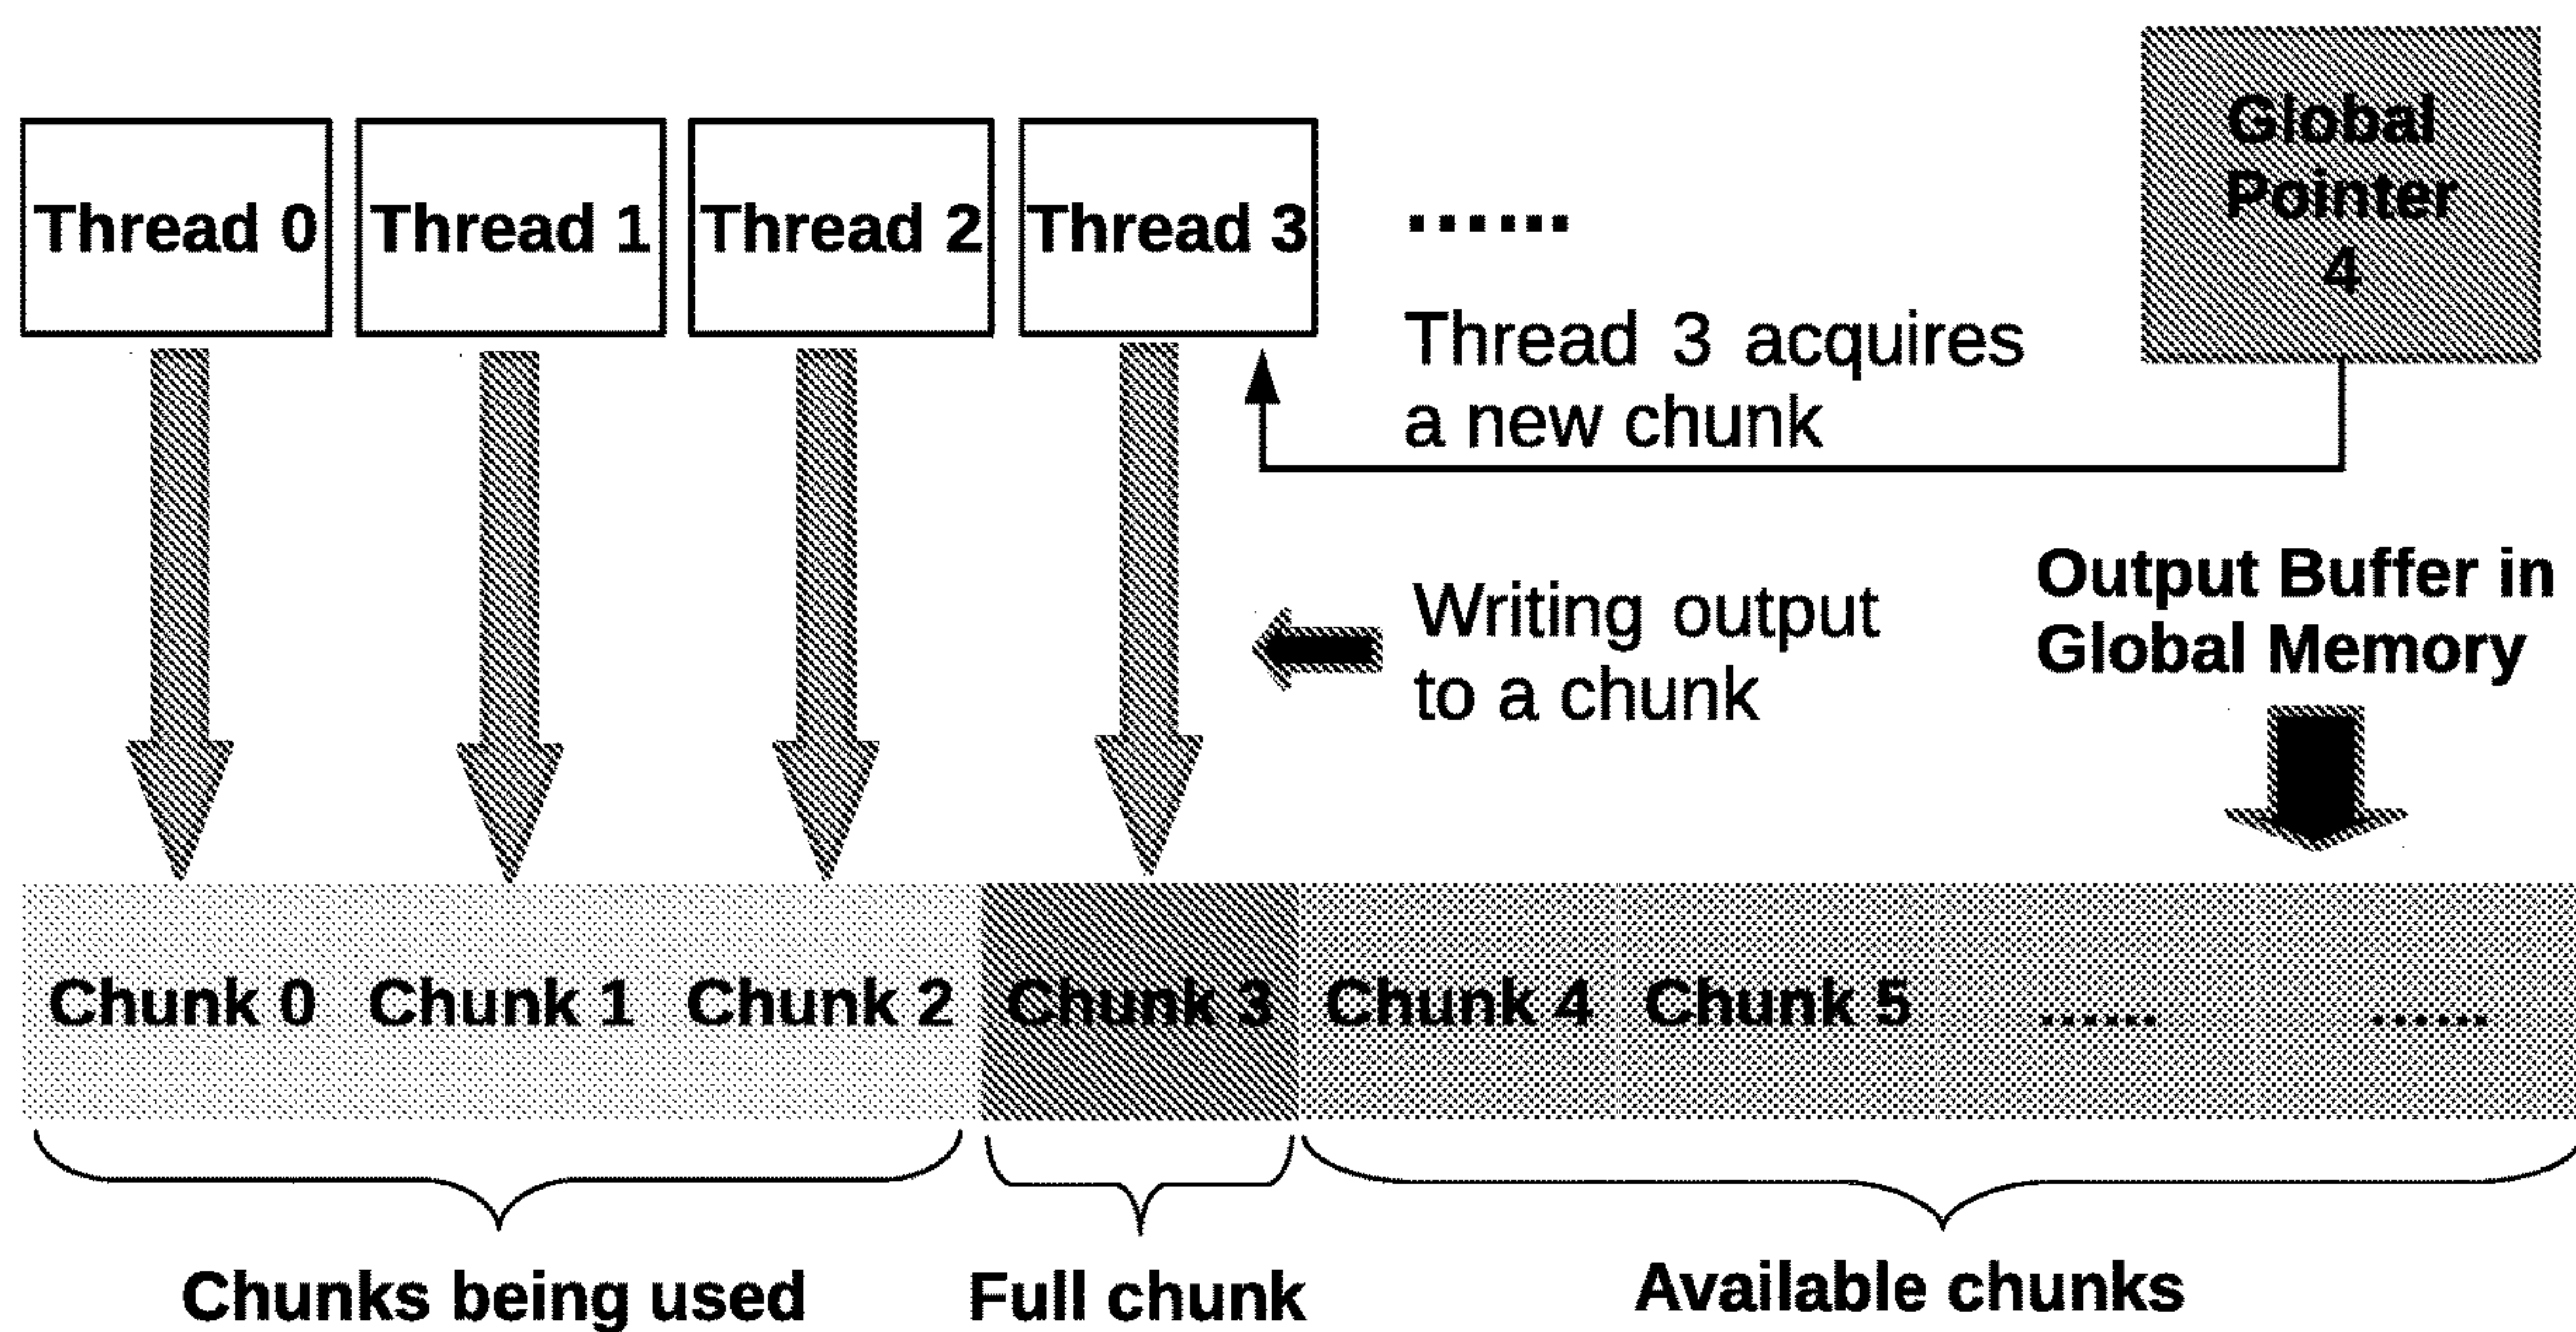 Global
Pointer
4
Thread 0
Thread 1
Thread 2
Thread 3
......
Thread 3 acquires
a new chunk
Writing output
to a chunk
Output Buffer in
Global Memory
Chunk 0
Chunk 1
Chunk 2
Chunk 3
Chunk 4
Chunk 5
......
......
Chunks being used
Full chunk
Available chunks